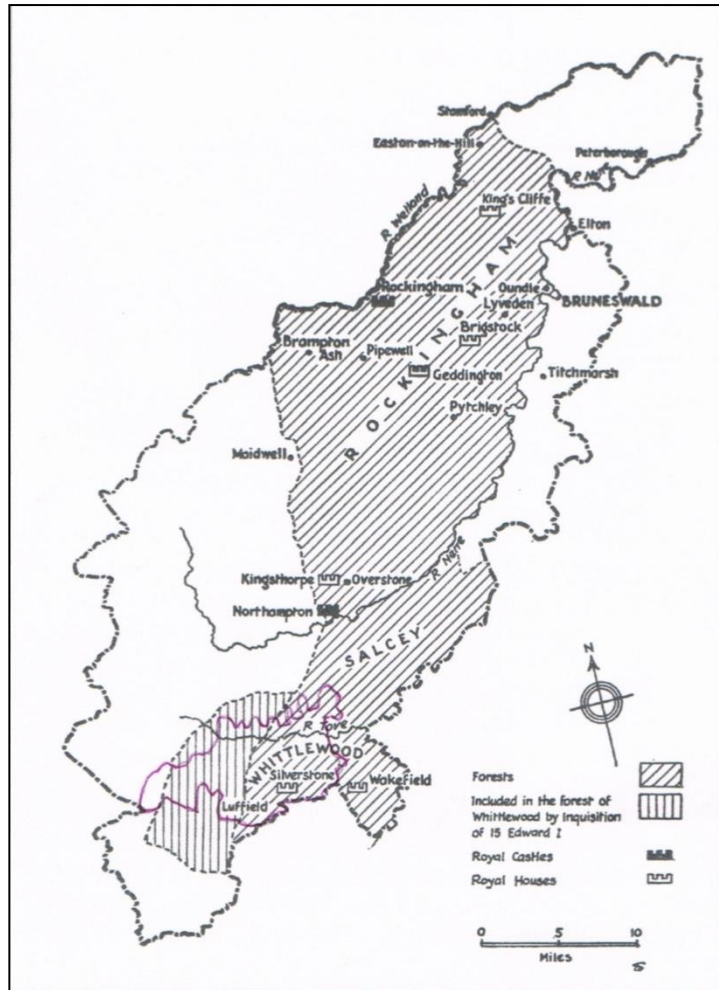 Stamford
Easton-on-the-Hill
Peterborough
R Ne
King's Cliffe
R Welland
Elton
Rockingham
Oundle
Lyveden
BRUNESWALD
Brigstock
Brampton
Ash
Pipewell
Geddington
Titchmarsh
ROCKINGHAM
Pytchley
Maidwell
R Nene
Kingsthorpe
Overstone
Northampton
SALCEY
N
R Tove
WHITTLEWOOD
Silverstone
Wakefield
Luffield
Forests
Included in the forest of
Whittlewood by Inquisition
of 15 Edward I
Royal Castles
Royal Houses
0 5 10
Miles